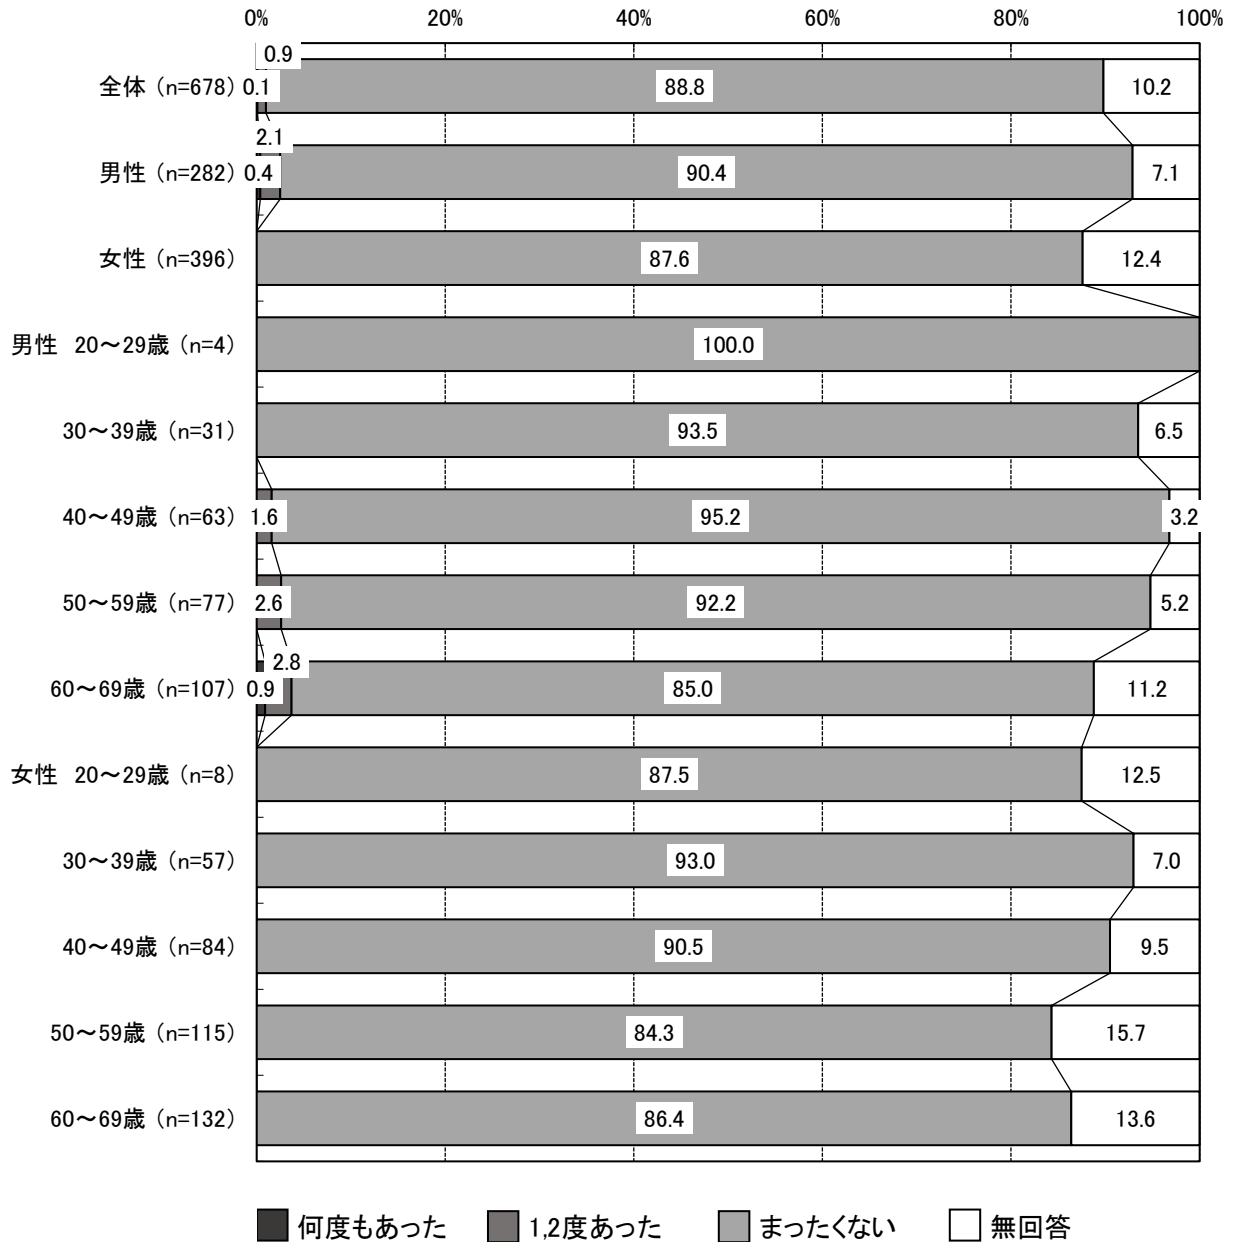 0% 20% 40% 60% 80% 100%
0.9
全体（n=678） 0.1 88.8 10.2
2.1
男性（n=282） 0.4 90.4 7.1
女性（n=396） 87.6 12.4
男性　20～29歳（n=4） 100.0
30～39歳（n=31） 93.5 6.5
40～49歳（n=63） 1.6 95.2 3.2
50～59歳（n=77） 2.6 92.2 5.2
2.8
60～69歳（n=107） 0.9 85.0 11.2
女性　20～29歳（n=8） 87.5 12.5
30～39歳（n=57） 93.0 7.0
40～49歳（n=84） 90.5 9.5
50～59歳（n=115） 84.3 15.7
60～69歳（n=132） 86.4 13.6
何度もあった 1,2度あった まったくない 無回答